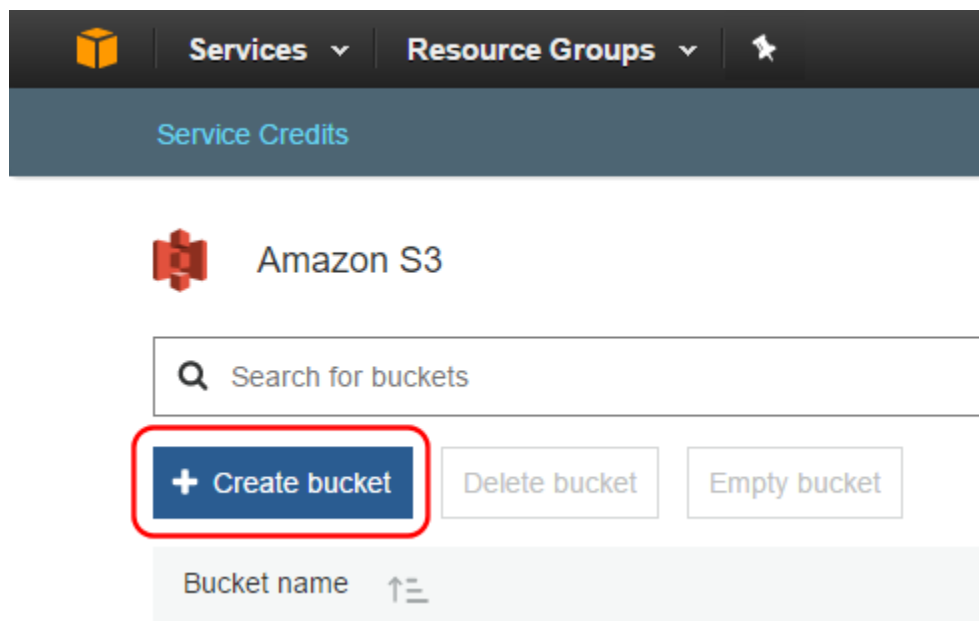 Services Resource Groups
Service Credits
Amazon S3
Search for buckets
Create bucket Delete bucket Empty bucket
Bucket name